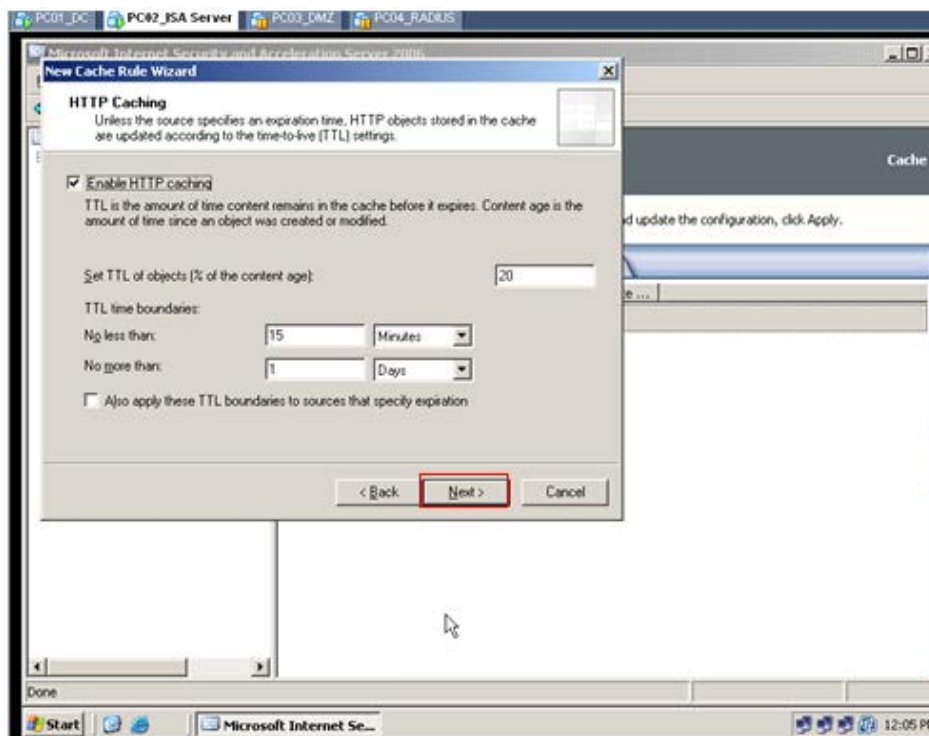 PC01_DC PC02_ISA Server PC03_DMZ PC04_RADIUS
Microsoft Internet Security and Acceleration Server 2006
New Cache Rule Wizard
HTTP Caching
Unless the source specifies an expiration time, HTTP objects stored in the cache
are updated according to the time-to-live (TTL) settings.
Cache
Enable HTTP caching
TTL is the amount of time content remains in the cache before it expires. Content age is the
amount of time since an object was created or modified.
nd update the configuration, click Apply.
Set TTL of objects (% of the content age): 20
e ...
TTL time boundaries:
No less than: 15 Minutes
No more than: 1 Days
Also apply these TTL boundaries to sources that specify expiration
< Back Next > Cancel
Done
Start Microsoft Internet Se... 12:05 P